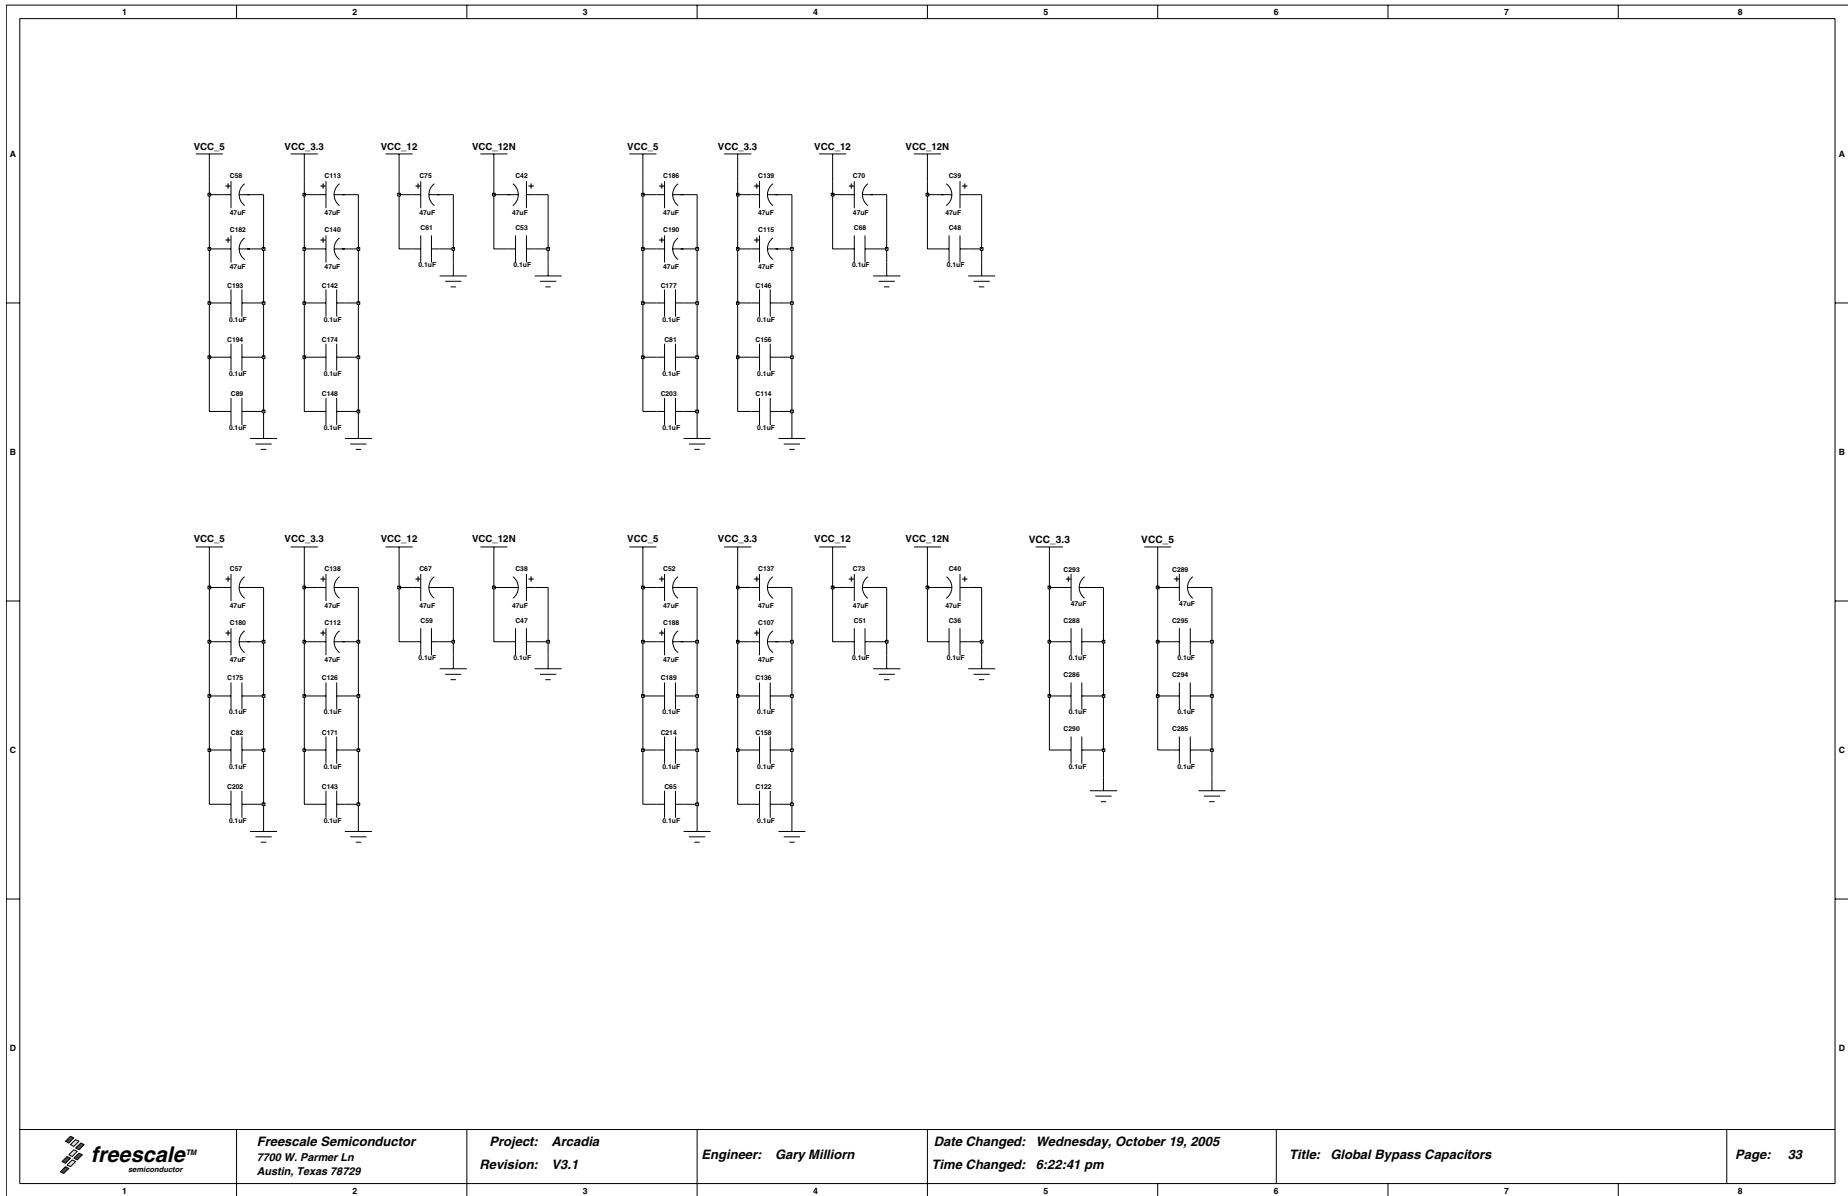 1 2 3 4 5 6 7 8
A A
VCC_5 VCC_3.3 VCC_12 VCC_12N VCC_5 VCC_3.3 VCC_12 VCC_12N
C58 C113 C75 C42 C186 C139 C70 C39
+ + + + + + + +
47uF 47uF 47uF 47uF 47uF 47uF 47uF 47uF
C182 C140 C61 C53 C190 C115 C68 C48
+ + + +
47uF 47uF 0.1uF 0.1uF 47uF 47uF 0.1uF 0.1uF
C193 C142 C177 C146
0.1uF 0.1uF 0.1uF 0.1uF
C194 C174 C81 C156
0.1uF 0.1uF 0.1uF 0.1uF
C89 C148 C203 C114
0.1uF 0.1uF 0.1uF 0.1uF
B B
VCC_5 VCC_3.3 VCC_12 VCC_12N VCC_5 VCC_3.3 VCC_12 VCC_12N VCC_3.3 VCC_5
C57 C138 C67 C38 C52 C137 C73 C40 C293 C289
+ + + + + + + + + +
47uF 47uF 47uF 47uF 47uF 47uF 47uF 47uF 47uF 47uF
C180 C112 C59 C47 C188 C107 C51 C36 C288 C295
+ + + +
47uF 47uF 0.1uF 0.1uF 47uF 47uF 0.1uF 0.1uF 0.1uF 0.1uF
C175 C126 C189 C136 C286 C294
0.1uF 0.1uF 0.1uF 0.1uF 0.1uF 0.1uF
C82 C171 C214 C158 C290 C285
0.1uF 0.1uF 0.1uF 0.1uF 0.1uF 0.1uF
C C
C202 C143 C65 C122
0.1uF 0.1uF 0.1uF 0.1uF
D D
freescale™
semiconductor
Freescale Semiconductor
7700 W. Parmer Ln
Austin, Texas 78729
Project: Arcadia
Revision: V3.1
Engineer: Gary Milliorn
Date Changed: Wednesday, October 19, 2005
Time Changed: 6:22:41 pm
Title: Global Bypass Capacitors
Page: 33
1 2 3 4 5 6 7 8